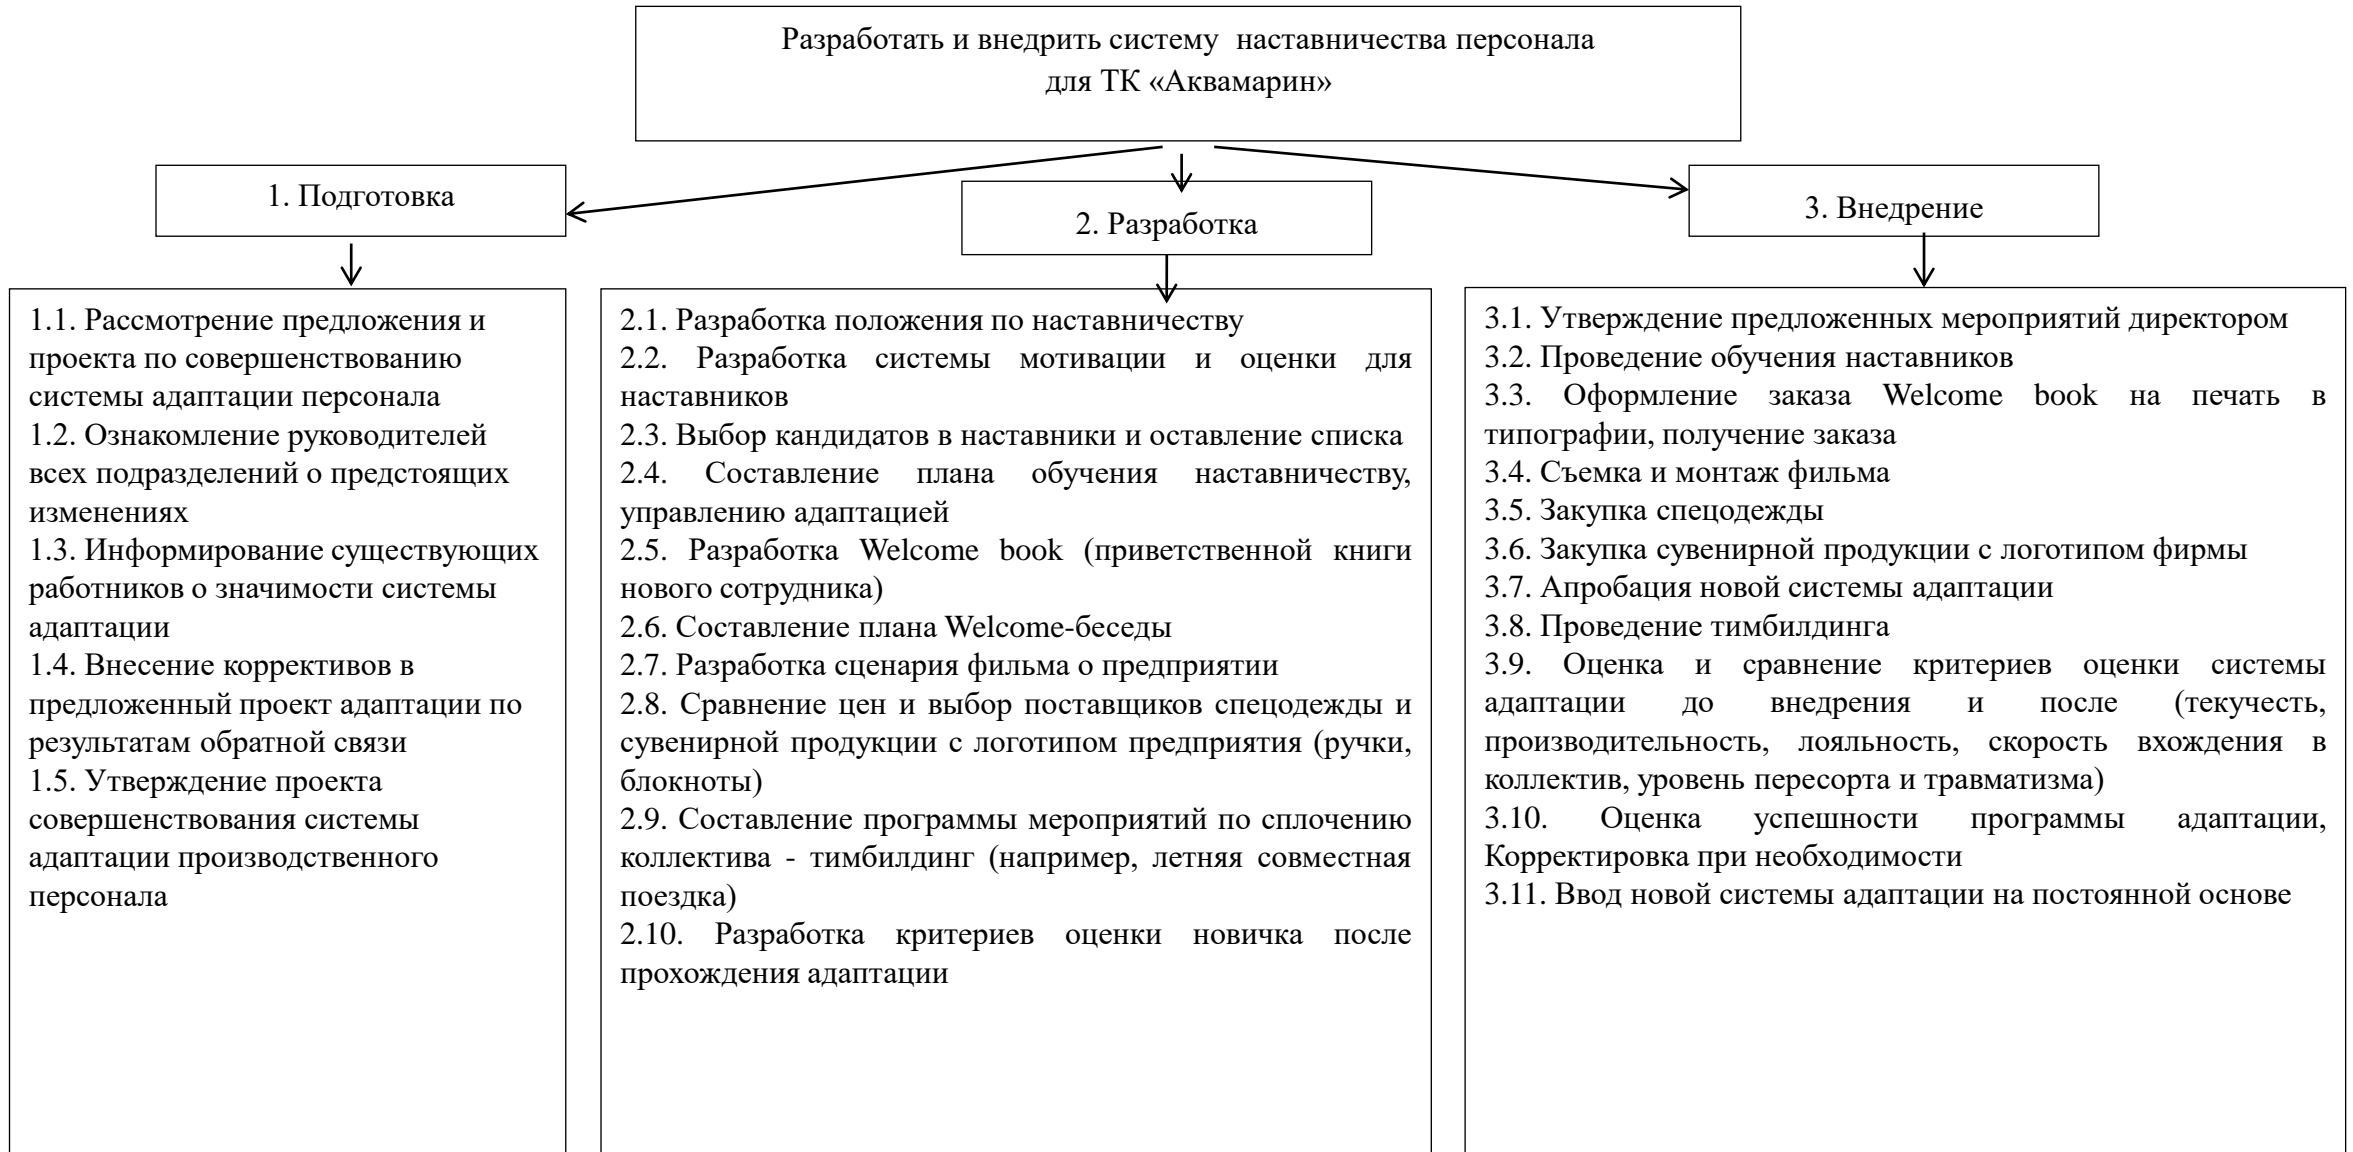 Разработать и внедрить систему наставничества персонала
для ТК «Аквамарин»
1. Подготовка
2. Разработка
3. Внедрение
1.1. Рассмотрение предложения и
проекта по совершенствованию
системы адаптации персонала
1.2. Ознакомление руководителей
всех подразделений о предстоящих
изменениях
1.3. Информирование существующих
работников о значимости системы
адаптации
1.4. Внесение коррективов в
предложенный проект адаптации по
результатам обратной связи
1.5. Утверждение проекта
совершенствования системы
адаптации производственного
персонала
2.1. Разработка положения по наставничеству
2.2. Разработка системы мотивации и оценки для
наставников
2.3. Выбор кандидатов в наставники и оставление списка
2.4. Составление плана обучения наставничеству,
управлению адаптацией
2.5. Разработка Welcome book (приветственной книги
нового сотрудника)
2.6. Составление плана Welcome-беседы
2.7. Разработка сценария фильма о предприятии
2.8. Сравнение цен и выбор поставщиков спецодежды и
сувенирной продукции с логотипом предприятия (ручки,
блокноты)
2.9. Составление программы мероприятий по сплочению
коллектива - тимбилдинг (например, летняя совместная
поездка)
2.10. Разработка критериев оценки новичка после
прохождения адаптации
3.1. Утверждение предложенных мероприятий директором
3.2. Проведение обучения наставников
3.3. Оформление заказа Welcome book на печать в
типографии, получение заказа
3.4. Съемка и монтаж фильма
3.5. Закупка спецодежды
3.6. Закупка сувенирной продукции с логотипом фирмы
3.7. Апробация новой системы адаптации
3.8. Проведение тимбилдинга
3.9. Оценка и сравнение критериев оценки системы
адаптации до внедрения и после (текучесть,
производительность, лояльность, скорость вхождения в
коллектив, уровень пересорта и травматизма)
3.10. Оценка успешности программы адаптации,
Корректировка при необходимости
3.11. Ввод новой системы адаптации на постоянной основе